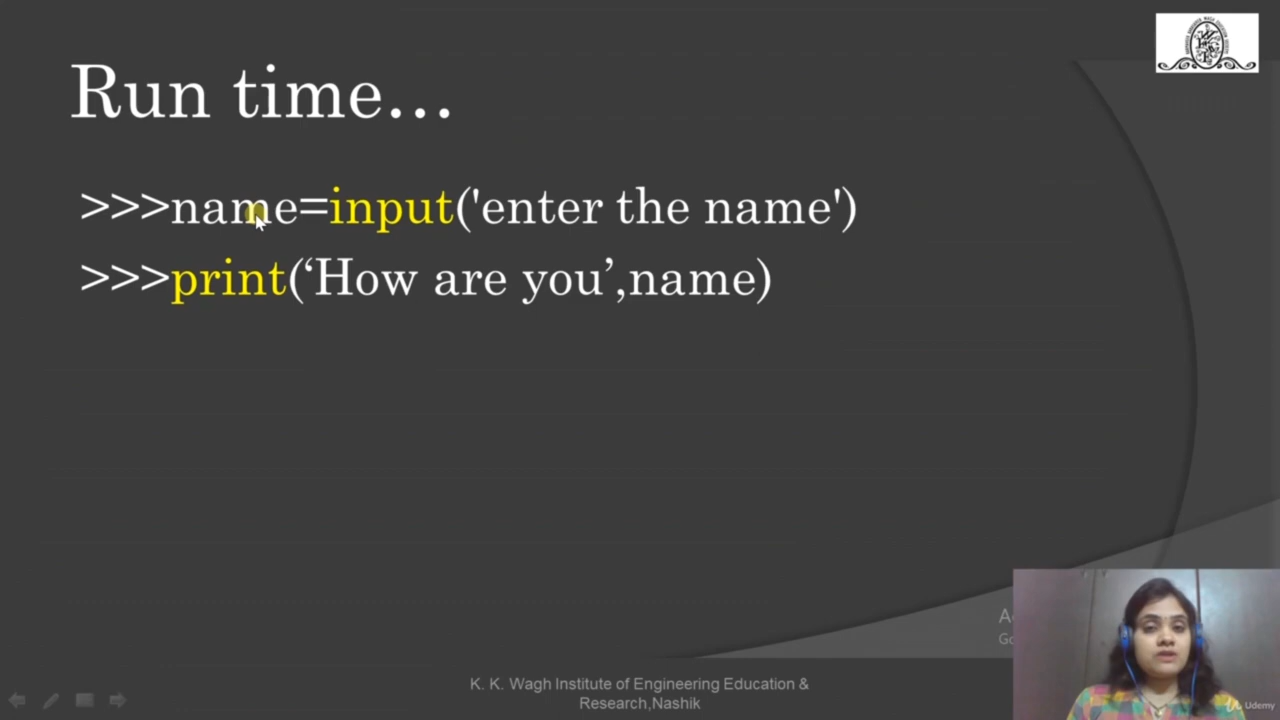 Run time...
>>>name=input('enter the name')
>>>print(‘How are you’,name)
K. K. Wagh Institute of Engineering Education &
Research,Nashik
Udemy